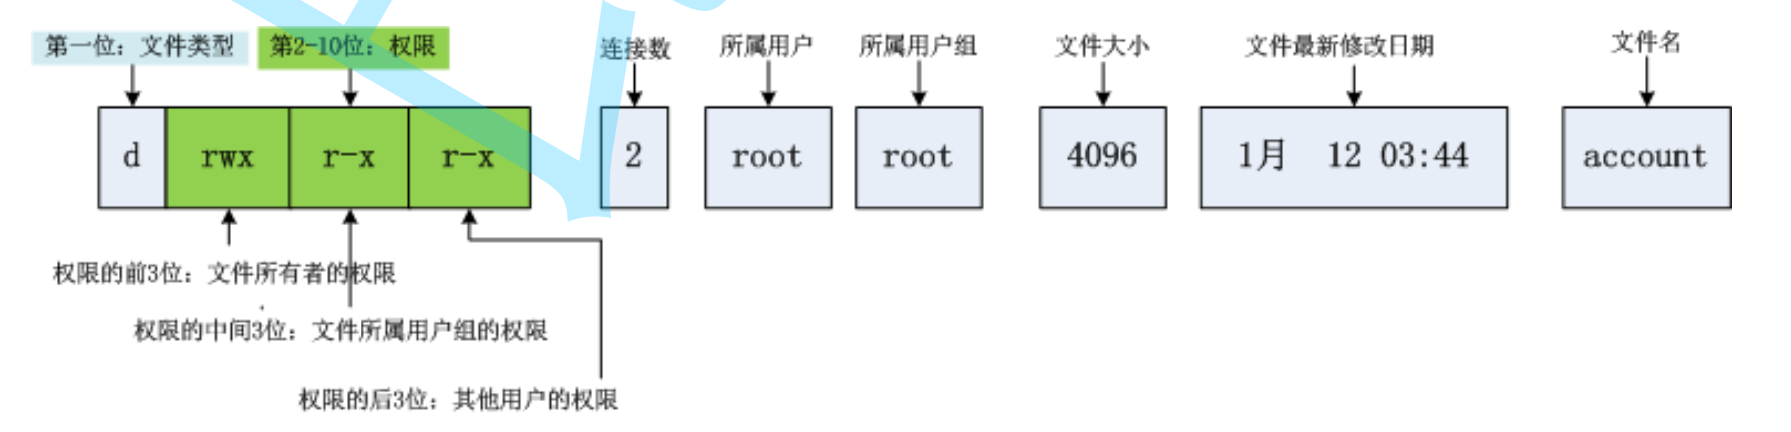 第一位：文件类型 第2-10位：权限 连接数 所属用户 所属用户组 文件大小 文件最新修改日期 文件名
d rwx r-x r-x 2 root root 4096 1月 12 03:44 account
权限的前3位：文件所有者的权限
权限的中间3位：文件所属用户组的权限
权限的后3位：其他用户的权限